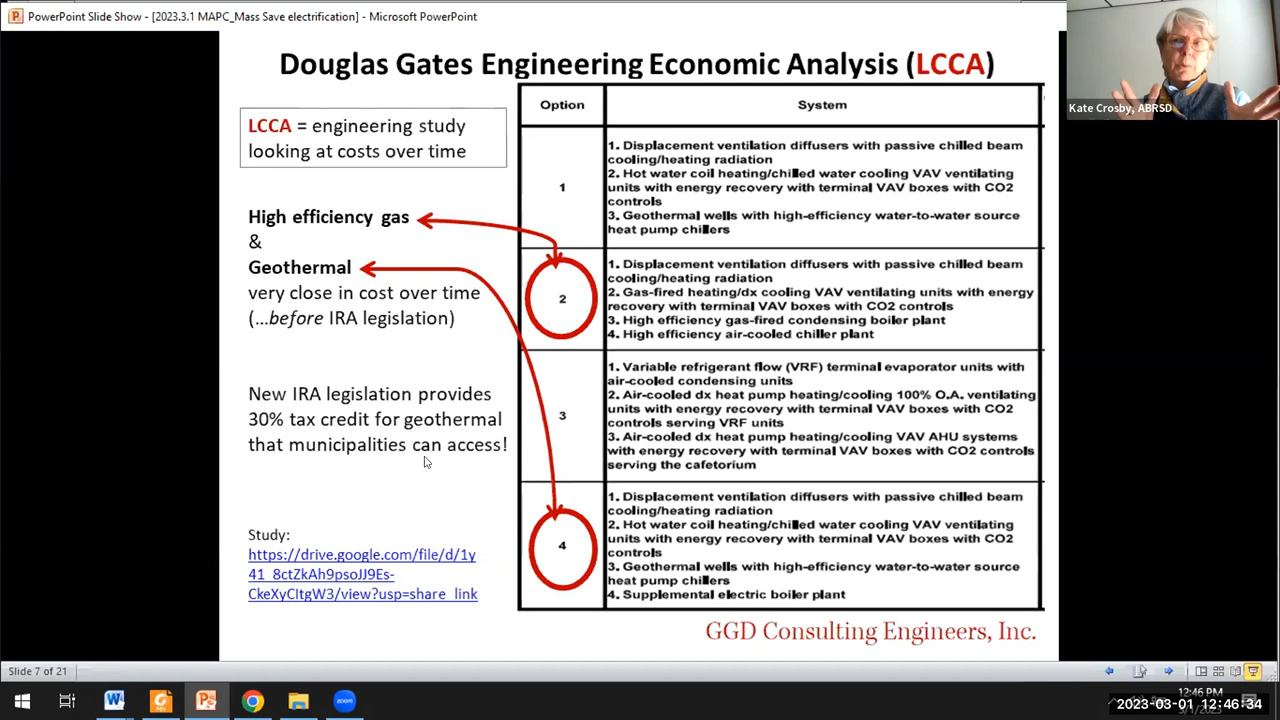 PowerPoint Slide Show - [2023.3.1 MAPC_Mass Save electrification] - Microsoft PowerPoint
Douglas Gates Engineering Economic Analysis (LCCA)
Kate Crosby, ABRSD
LCCA = engineering study
looking at costs over time
High efficiency gas
&
Geothermal
very close in cost over time
(...before IRA legislation)
New IRA legislation provides
30% tax credit for geothermal
that municipalities can access!
Study:
https://drive.google.com/file/d/1y
41_8ctZkAh9psoJJ9Es-
CkeXyCItgW3/view?usp=share_link
Option
System
1
1. Displacement ventilation diffusers with passive chilled beam
cooling/heating radiation
2. Hot water coil heating/chilled water cooling VAV ventilating
units with energy recovery with terminal VAV boxes with CO2
controls
3. Geothermal wells with high-efficiency water-to-water source
heat pump chillers
2
1. Displacement ventilation diffusers with passive chilled beam
cooling/heating radiation
2. Gas-fired heating/dx cooling VAV ventilating units with energy
recovery with terminal VAV boxes with CO2 controls
3. High efficiency gas-fired condensing boiler plant
4. High efficiency air-cooled chiller plant
3
1. Variable refrigerant flow (VRF) terminal evaporator units with
air-cooled condensing units
2. Air-cooled dx heat pump heating/cooling 100% O.A. ventilating
units with energy recovery with terminal VAV boxes with CO2
controls serving VRF units
3. Air-cooled dx heat pump heating/cooling VAV AHU systems
with energy recovery with terminal VAV boxes with CO2 controls
serving the cafetorium
4
1. Displacement ventilation diffusers with passive chilled beam
cooling/heating radiation
2. Hot water coil heating/chilled water cooling VAV ventilating
units with energy recovery with terminal VAV boxes with CO2
controls
3. Geothermal wells with high-efficiency water-to-water source
heat pump chillers
4. Supplemental electric boiler plant
GGD Consulting Engineers, Inc.
Slide 7 of 21
zoom
12:46 PM
2023-03-01 12:46:34